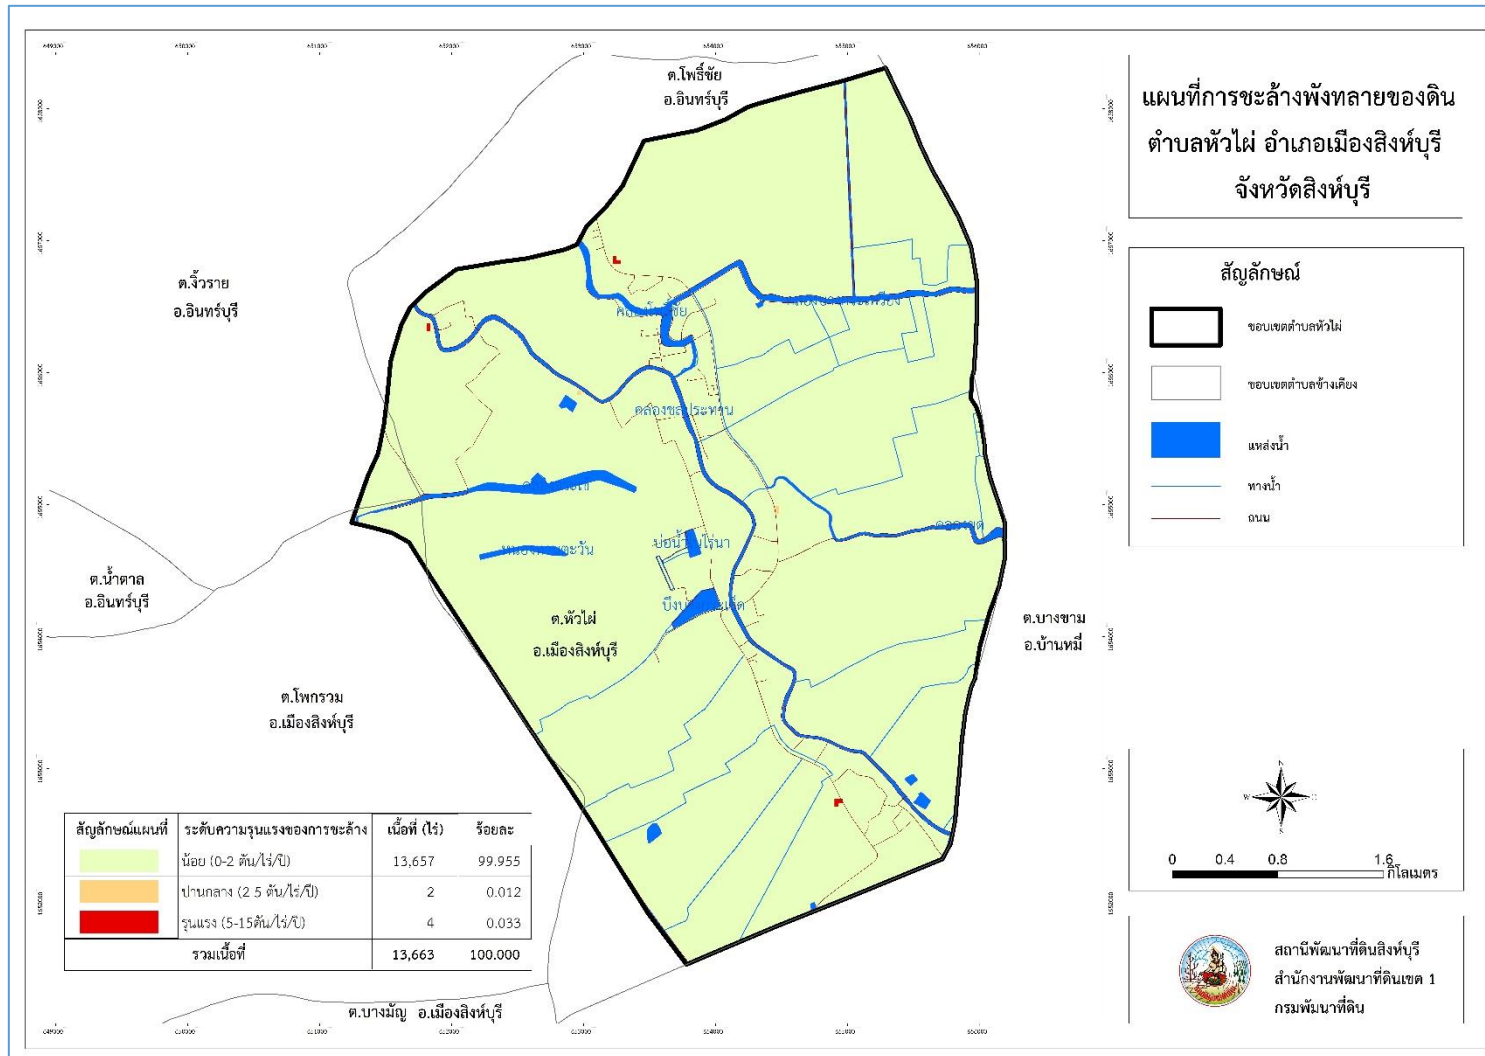 แผนที่การชะล้างพังทลายของดิน
ตำบลหัวไผ่ อำเภอเมืองสิงห์บุรี
จังหวัดสิงห์บุรี
สัญลักษณ์
ขอบเขตตำบลหัวไผ่
ขอบเขตตำบลข้างเคียง
แหล่งน้ำ
ทางน้ำ
ถนน
ต.โพธิ์ชัย
อ.อินทร์บุรี
ต.งิ้วราย
อ.อินทร์บุรี
คลองโพธิ์ชัย
คลองชลประทาน
คลองขุด
บ่อน้ำในไร่นา
ต.น้ำตาล
อ.อินทร์บุรี
ต.หัวไผ่
อ.เมืองสิงห์บุรี
ต.บางขาม
อ.บ้านหมี่
ต.โพกรวม
อ.เมืองสิงห์บุรี
ต.บางมัญ อ.เมืองสิงห์บุรี
สัญลักษณ์แผนที่ ระดับความรุนแรงของการชะล้าง เนื้อที่ (ไร่) ร้อยละ
น้อย (0-2 ตัน/ไร่/ปี) 13,657 99.955
ปานกลาง (2 5 ตัน/ไร่/ปี) 2 0.012
รุนแรง (5-15ตัน/ไร่/ปี) 4 0.033
รวมเนื้อที่ 13,663 100.000
N
W
S
0 0.4 0.8 1.6
กิโลเมตร
สถานีพัฒนาที่ดินสิงห์บุรี
สำนักงานพัฒนาที่ดินเขต 1
กรมพัมนาที่ดิน